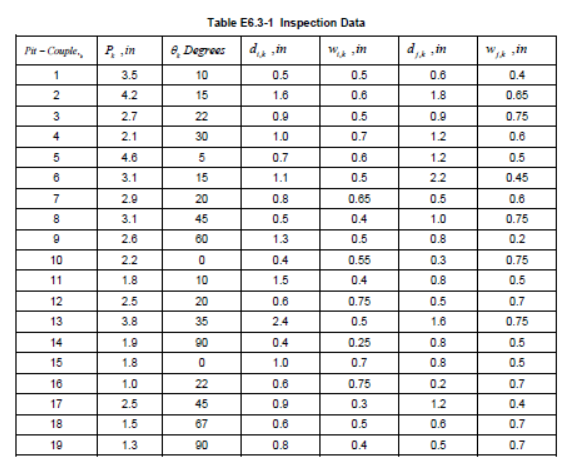 Table E6.3-1 Inspection Data
Pit – Couple,ₖ Pₖ ,in θₖ Degrees dᵢ,ₖ ,in wᵢ,ₖ ,in dⱼ,ₖ ,in wⱼ,ₖ ,in
1 3.5 10 0.5 0.5 0.6 0.4
2 4.2 15 1.6 0.6 1.8 0.65
3 2.7 22 0.9 0.5 0.9 0.75
4 2.1 30 1.0 0.7 1.2 0.6
5 4.6 5 0.7 0.6 1.2 0.5
6 3.1 15 1.1 0.5 2.2 0.45
7 2.9 20 0.8 0.65 0.5 0.6
8 3.1 45 0.5 0.4 1.0 0.75
9 2.6 60 1.3 0.5 0.8 0.2
10 2.2 0 0.4 0.55 0.3 0.75
11 1.8 10 1.5 0.4 0.8 0.5
12 2.5 20 0.6 0.75 0.5 0.7
13 3.8 35 2.4 0.5 1.6 0.75
14 1.9 90 0.4 0.25 0.8 0.5
15 1.8 0 1.0 0.7 0.8 0.5
16 1.0 22 0.6 0.75 0.2 0.7
17 2.5 45 0.9 0.3 1.2 0.4
18 1.5 67 0.6 0.5 0.6 0.7
19 1.3 90 0.8 0.4 0.5 0.7